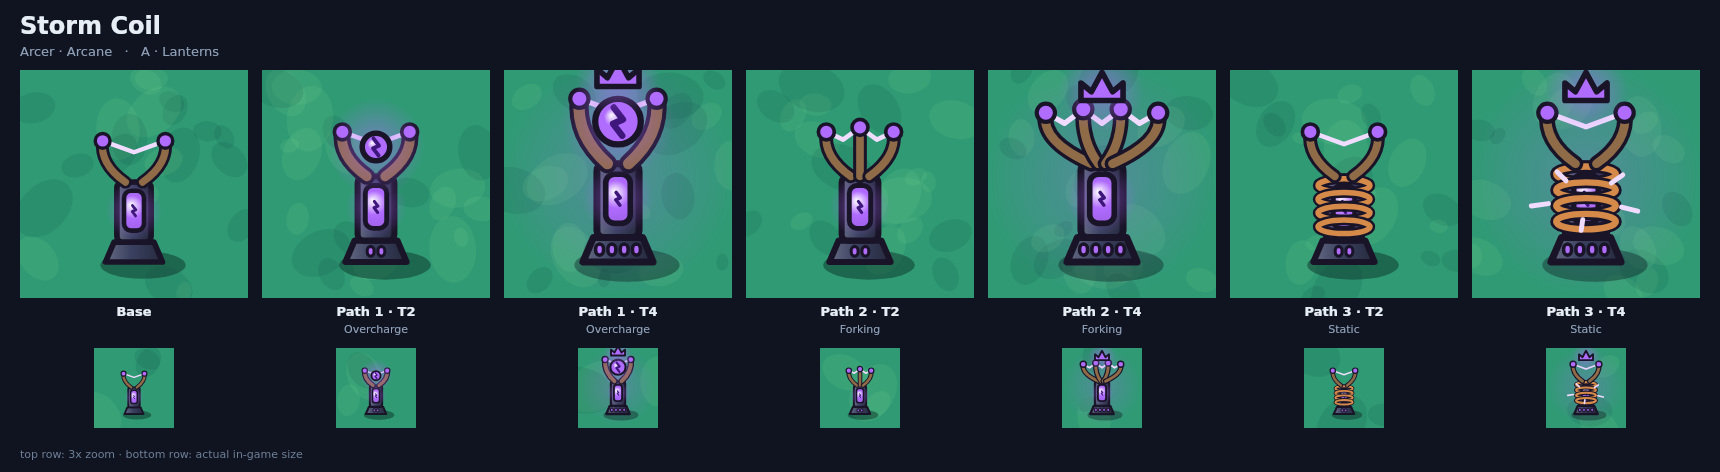 Storm Coil
Arcer · Arcane · A · Lanterns
Base
Path 1 · T2
Overcharge
Path 1 · T4
Overcharge
Path 2 · T2
Forking
Path 2 · T4
Forking
Path 3 · T2
Static
Path 3 · T4
Static
top row: 3x zoom · bottom row: actual in-game size